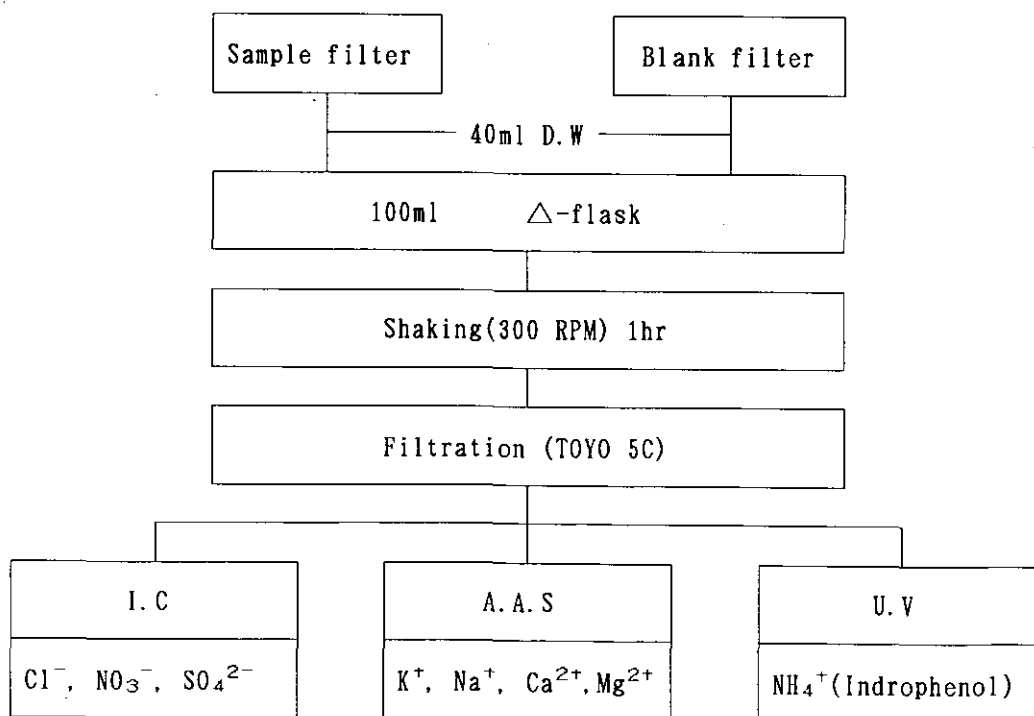 Sample filter
Blank filter
40ml D.W
100ml △-flask
Shaking(300 RPM) 1hr
Filtration (TOYO 5C)
I.C
A.A.S
U.V
Cl⁻, NO₃⁻, SO₄²⁻
K⁺, Na⁺, Ca²⁺, Mg²⁺
NH₄⁺(Indrophenol)